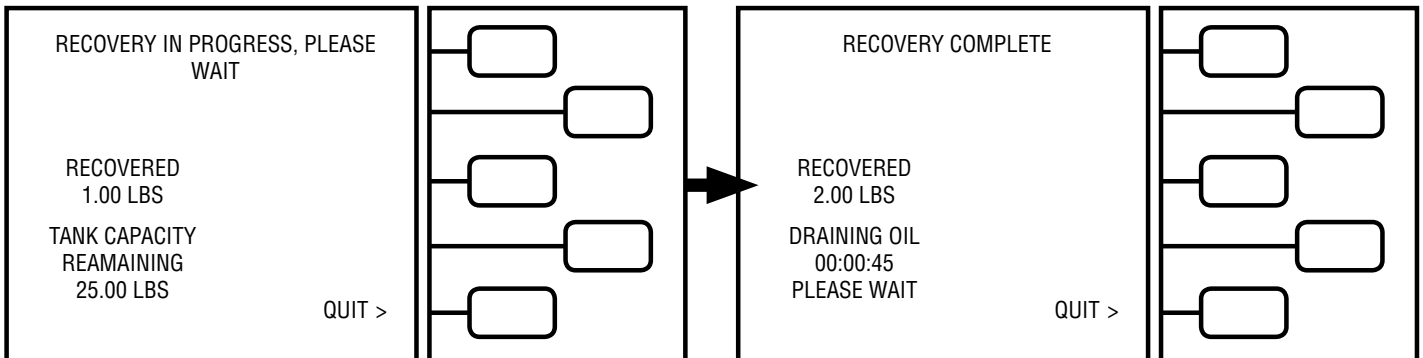 RECOVERY IN PROGRESS, PLEASE
WAIT
RECOVERED
1.00 LBS
TANK CAPACITY
REAMAINING
25.00 LBS
QUIT >
RECOVERY COMPLETE
RECOVERED
2.00 LBS
DRAINING OIL
00:00:45
PLEASE WAIT
QUIT >